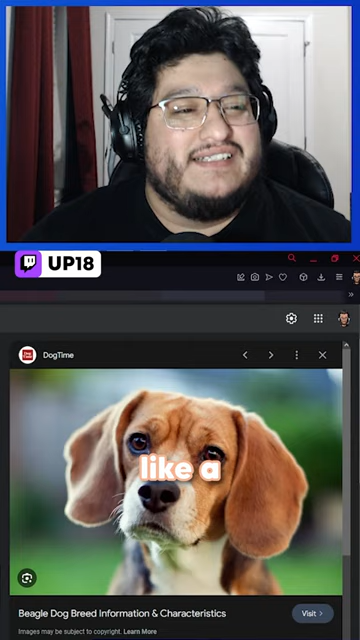 UP18
DogTime
like a
Beagle Dog Breed Information & Characteristics
Visit >
Images may be subject to copyright. Learn More